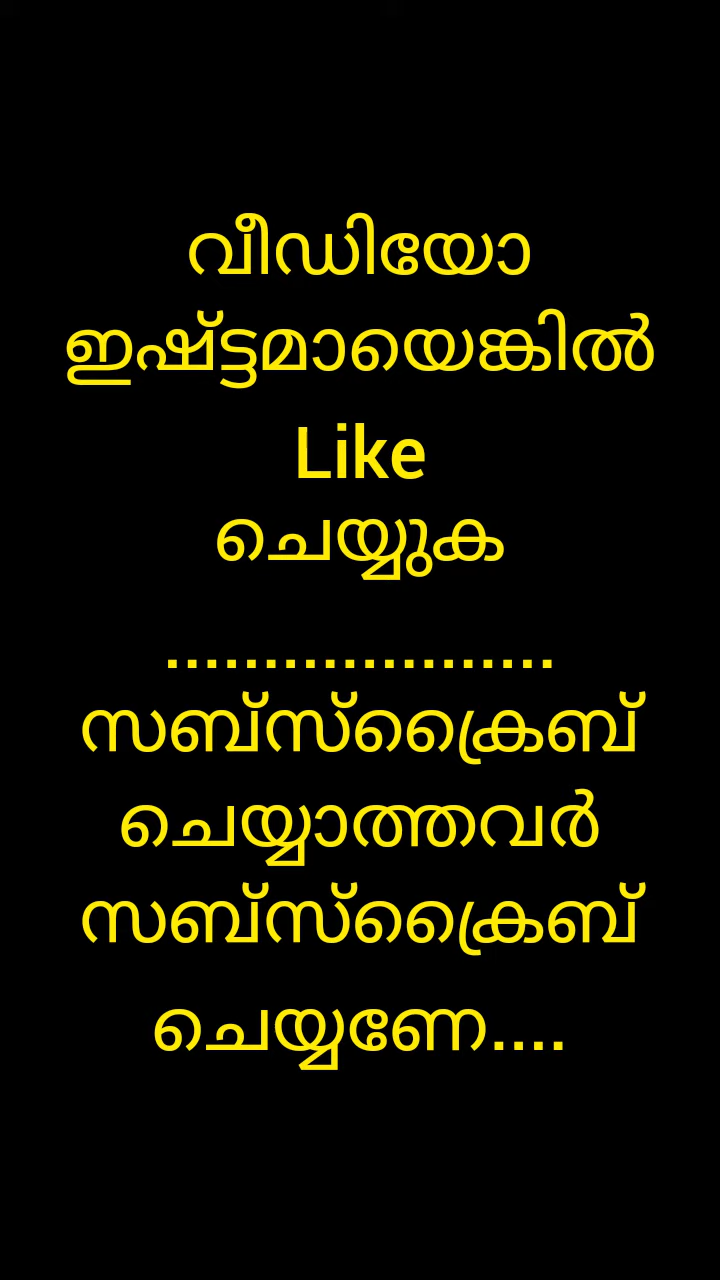 വീഡിയോ
ഇഷ്ട്ടമായെങ്കിൽ
Like
ചെയ്യുക
....................
സബ്സ്ക്രൈബ്
ചെയ്യാത്തവർ
സബ്സ്ക്രൈബ്
ചെയ്യണേ....